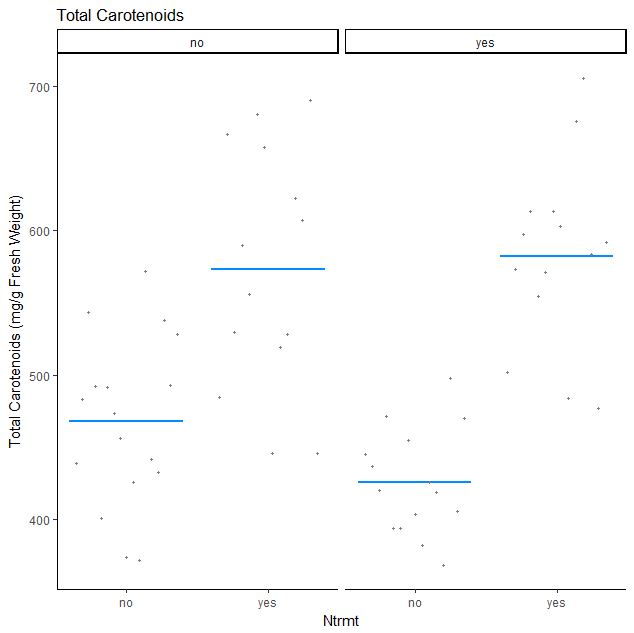 Total Carotenoids
no
yes
700
600
500
400
Total Carotenoids (mg/g Fresh Weight)
no
yes
no
yes
Ntrmt